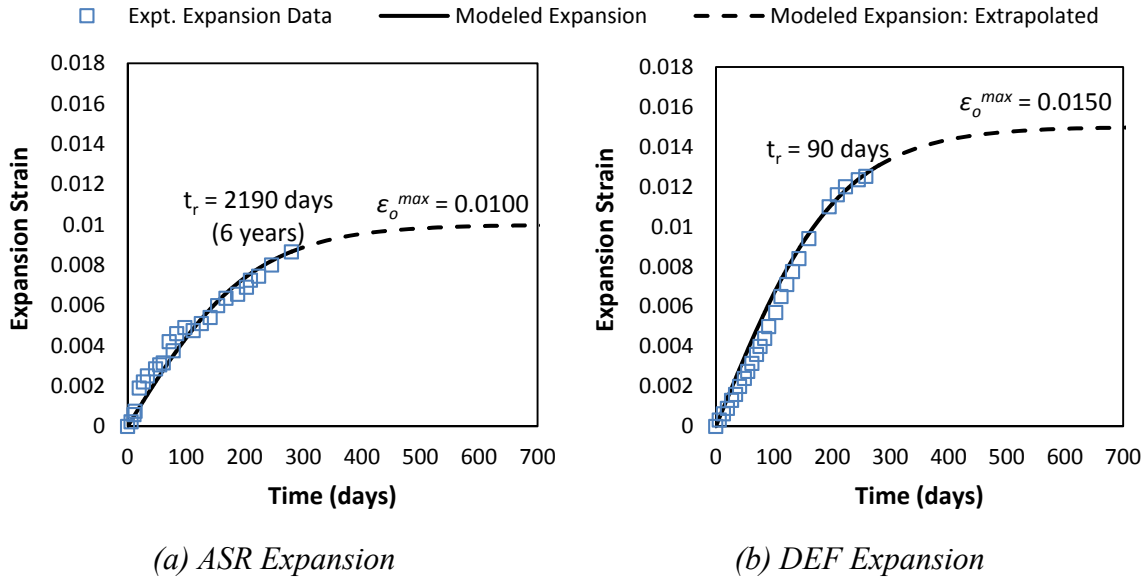 Expt. Expansion Data Modeled Expansion Modeled Expansion: Extrapolated
0.018
0.016
0.014
0.012
0.01
0.008
0.006
0.004
0.002
0
Expansion Strain
t_r = 2190 days
(6 years)
ε_o^max = 0.0100
0 100 200 300 400 500 600 700
Time (days)
(a) ASR Expansion
0.018
0.016
0.014
0.012
0.01
0.008
0.006
0.004
0.002
0
Expansion Strain
ε_o^max = 0.0150
t_r = 90 days
0 100 200 300 400 500 600 700
Time (days)
(b) DEF Expansion